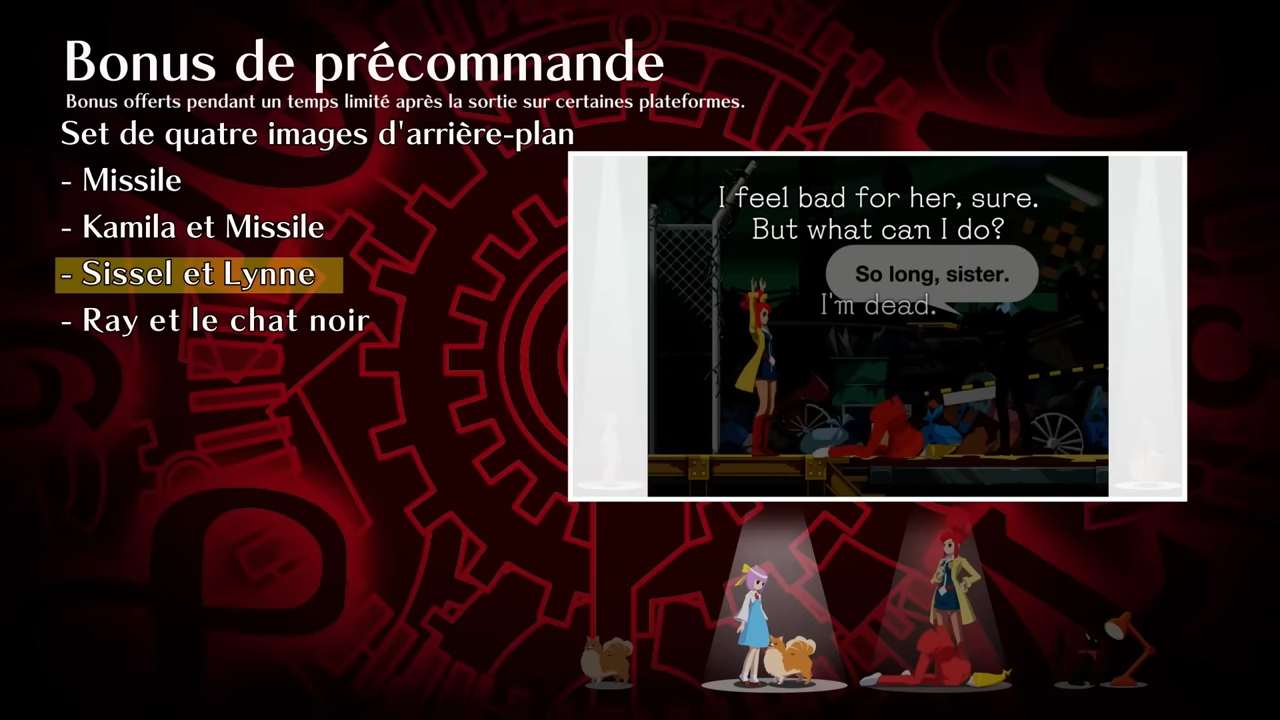 Bonus de précommande
Bonus offerts pendant un temps limité après la sortie sur certaines plateformes.
Set de quatre images d'arrière-plan
- Missile
- Kamila et Missile
- Sissel et Lynne
- Ray et le chat noir
I feel bad for her, sure.
But what can I do?
So long, sister.
I'm dead.